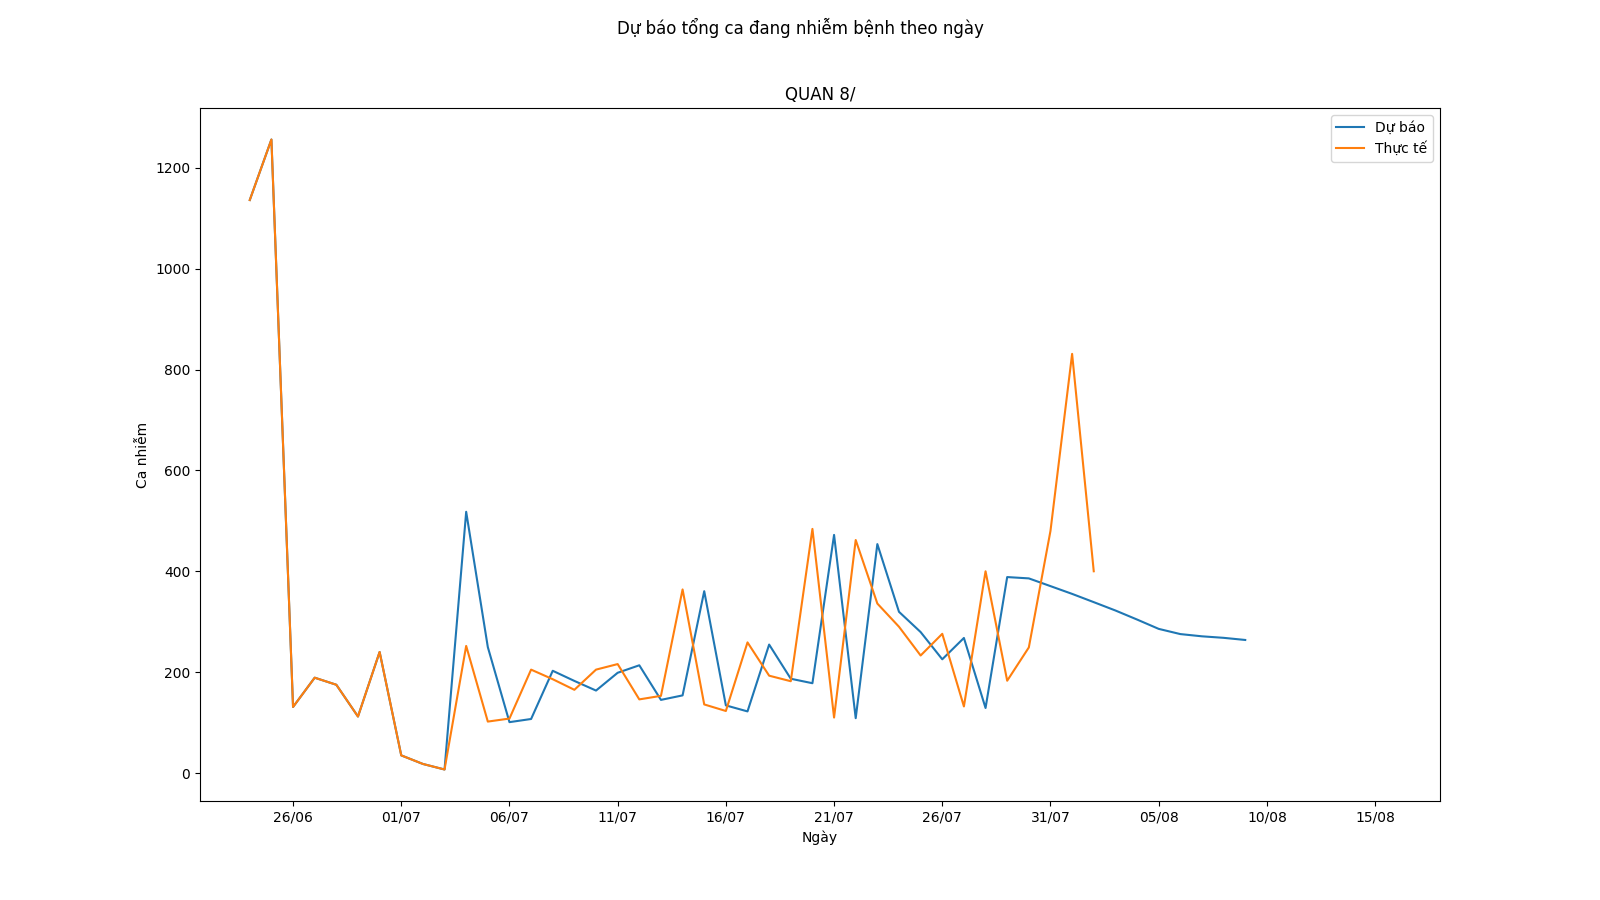 Dự báo tổng ca đang nhiễm bệnh theo ngày
QUAN 8/
Dự báo
Thực tế
1200
1000
800
600
400
200
0
Ca nhiễm
26/06 01/07 06/07 11/07 16/07 21/07 26/07 31/07 05/08 10/08 15/08
Ngày